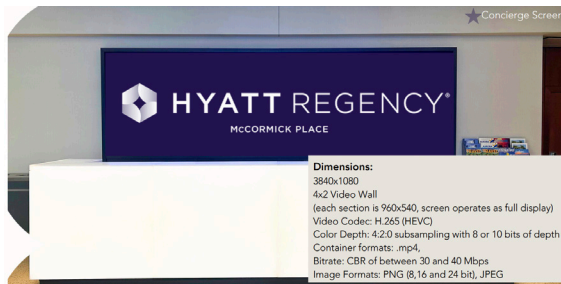 Concierge Screen
HYATT REGENCY®
McCORMICK PLACE
Dimensions:
3840x1080
4x2 Video Wall
(each section is 960x540, screen operates as full display)
Video Codec: H.265 (HEVC)
Color Depth: 4:2:0 subsampling with 8 or 10 bits of depth
Container formats: .mp4,
Bitrate: CBR of between 30 and 40 Mbps
Image Formats: PNG (8,16 and 24 bit), JPEG